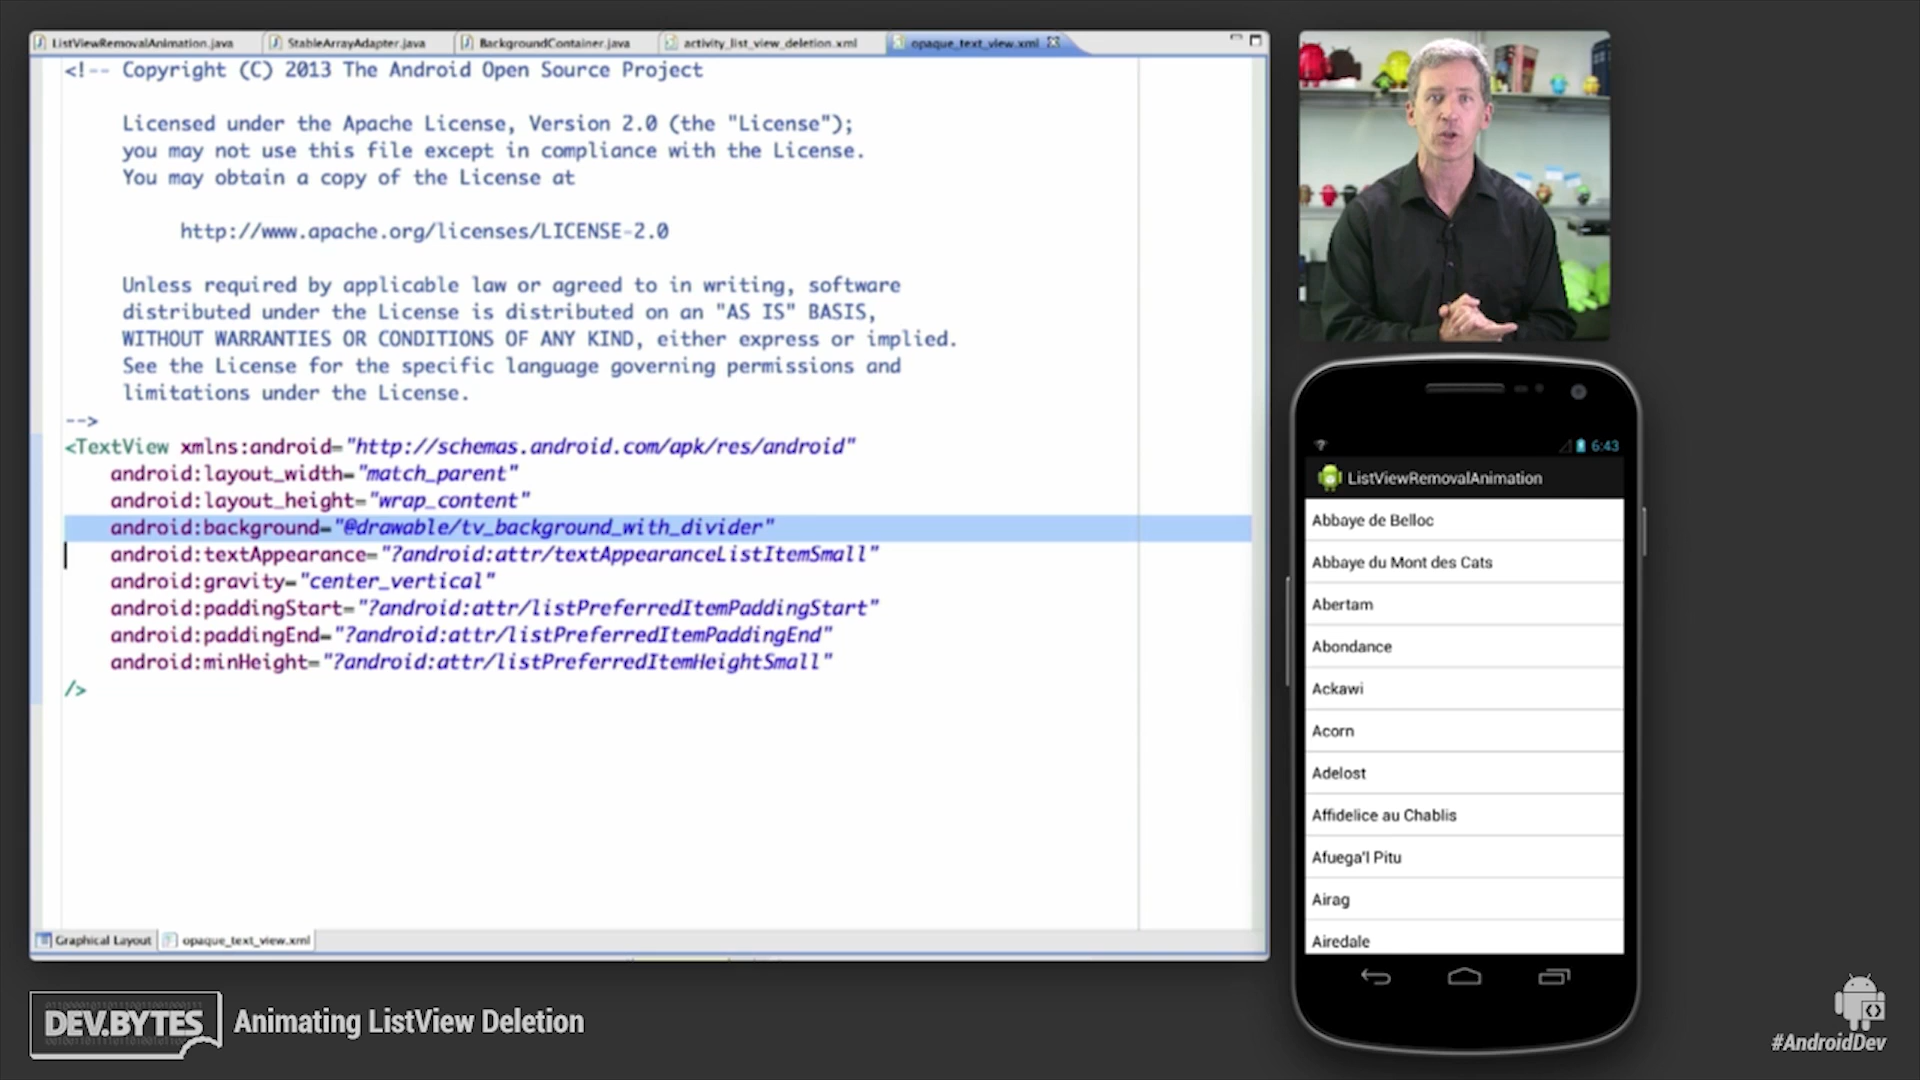 ListViewRemovalAnimation.java
StableArrayAdapter.java
BackgroundContainer.java
activity_list_view_deletion.xml
opaque_text_view.xml
<!-- Copyright (C) 2013 The Android Open Source Project
Licensed under the Apache License, Version 2.0 (the "License");
you may not use this file except in compliance with the License.
You may obtain a copy of the License at
http://www.apache.org/licenses/LICENSE-2.0
Unless required by applicable law or agreed to in writing, software
distributed under the License is distributed on an "AS IS" BASIS,
WITHOUT WARRANTIES OR CONDITIONS OF ANY KIND, either express or implied.
See the License for the specific language governing permissions and
limitations under the License.
-->
<TextView xmlns:android="http://schemas.android.com/apk/res/android"
android:layout_width="match_parent"
android:layout_height="wrap_content"
android:background="@drawable/tv_background_with_divider"
android:textAppearance="?android:attr/textAppearanceListItemSmall"
android:gravity="center_vertical"
android:paddingStart="?android:attr/listPreferredItemPaddingStart"
android:paddingEnd="?android:attr/listPreferredItemPaddingEnd"
android:minHeight="?android:attr/listPreferredItemHeightSmall"
/>
Graphical Layout
opaque_text_view.xml
6:43
ListViewRemovalAnimation
Abbaye de Belloc
Abbaye du Mont des Cats
Abertam
Abondance
Ackawi
Acorn
Adelost
Affidelice au Chablis
Afuega'l Pitu
Airag
Airedale
DEV.BYTES
Animating ListView Deletion
#AndroidDev